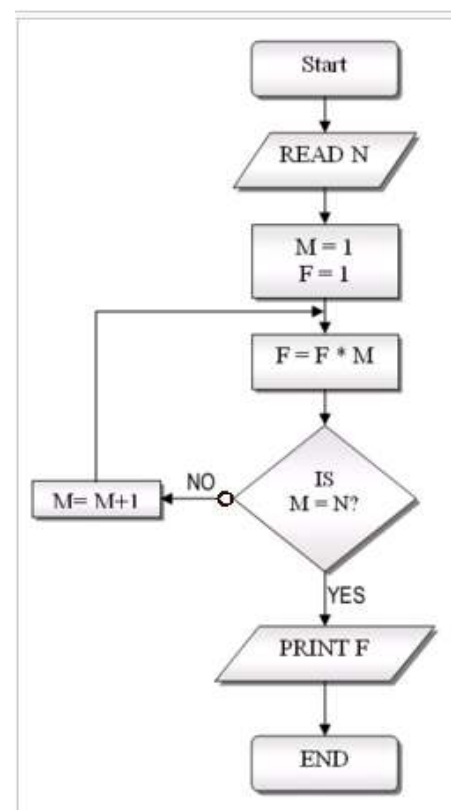 Start
READ N
M = 1
F = 1
F = F * M
IS
M = N?
NO
M= M+1
YES
PRINT F
END